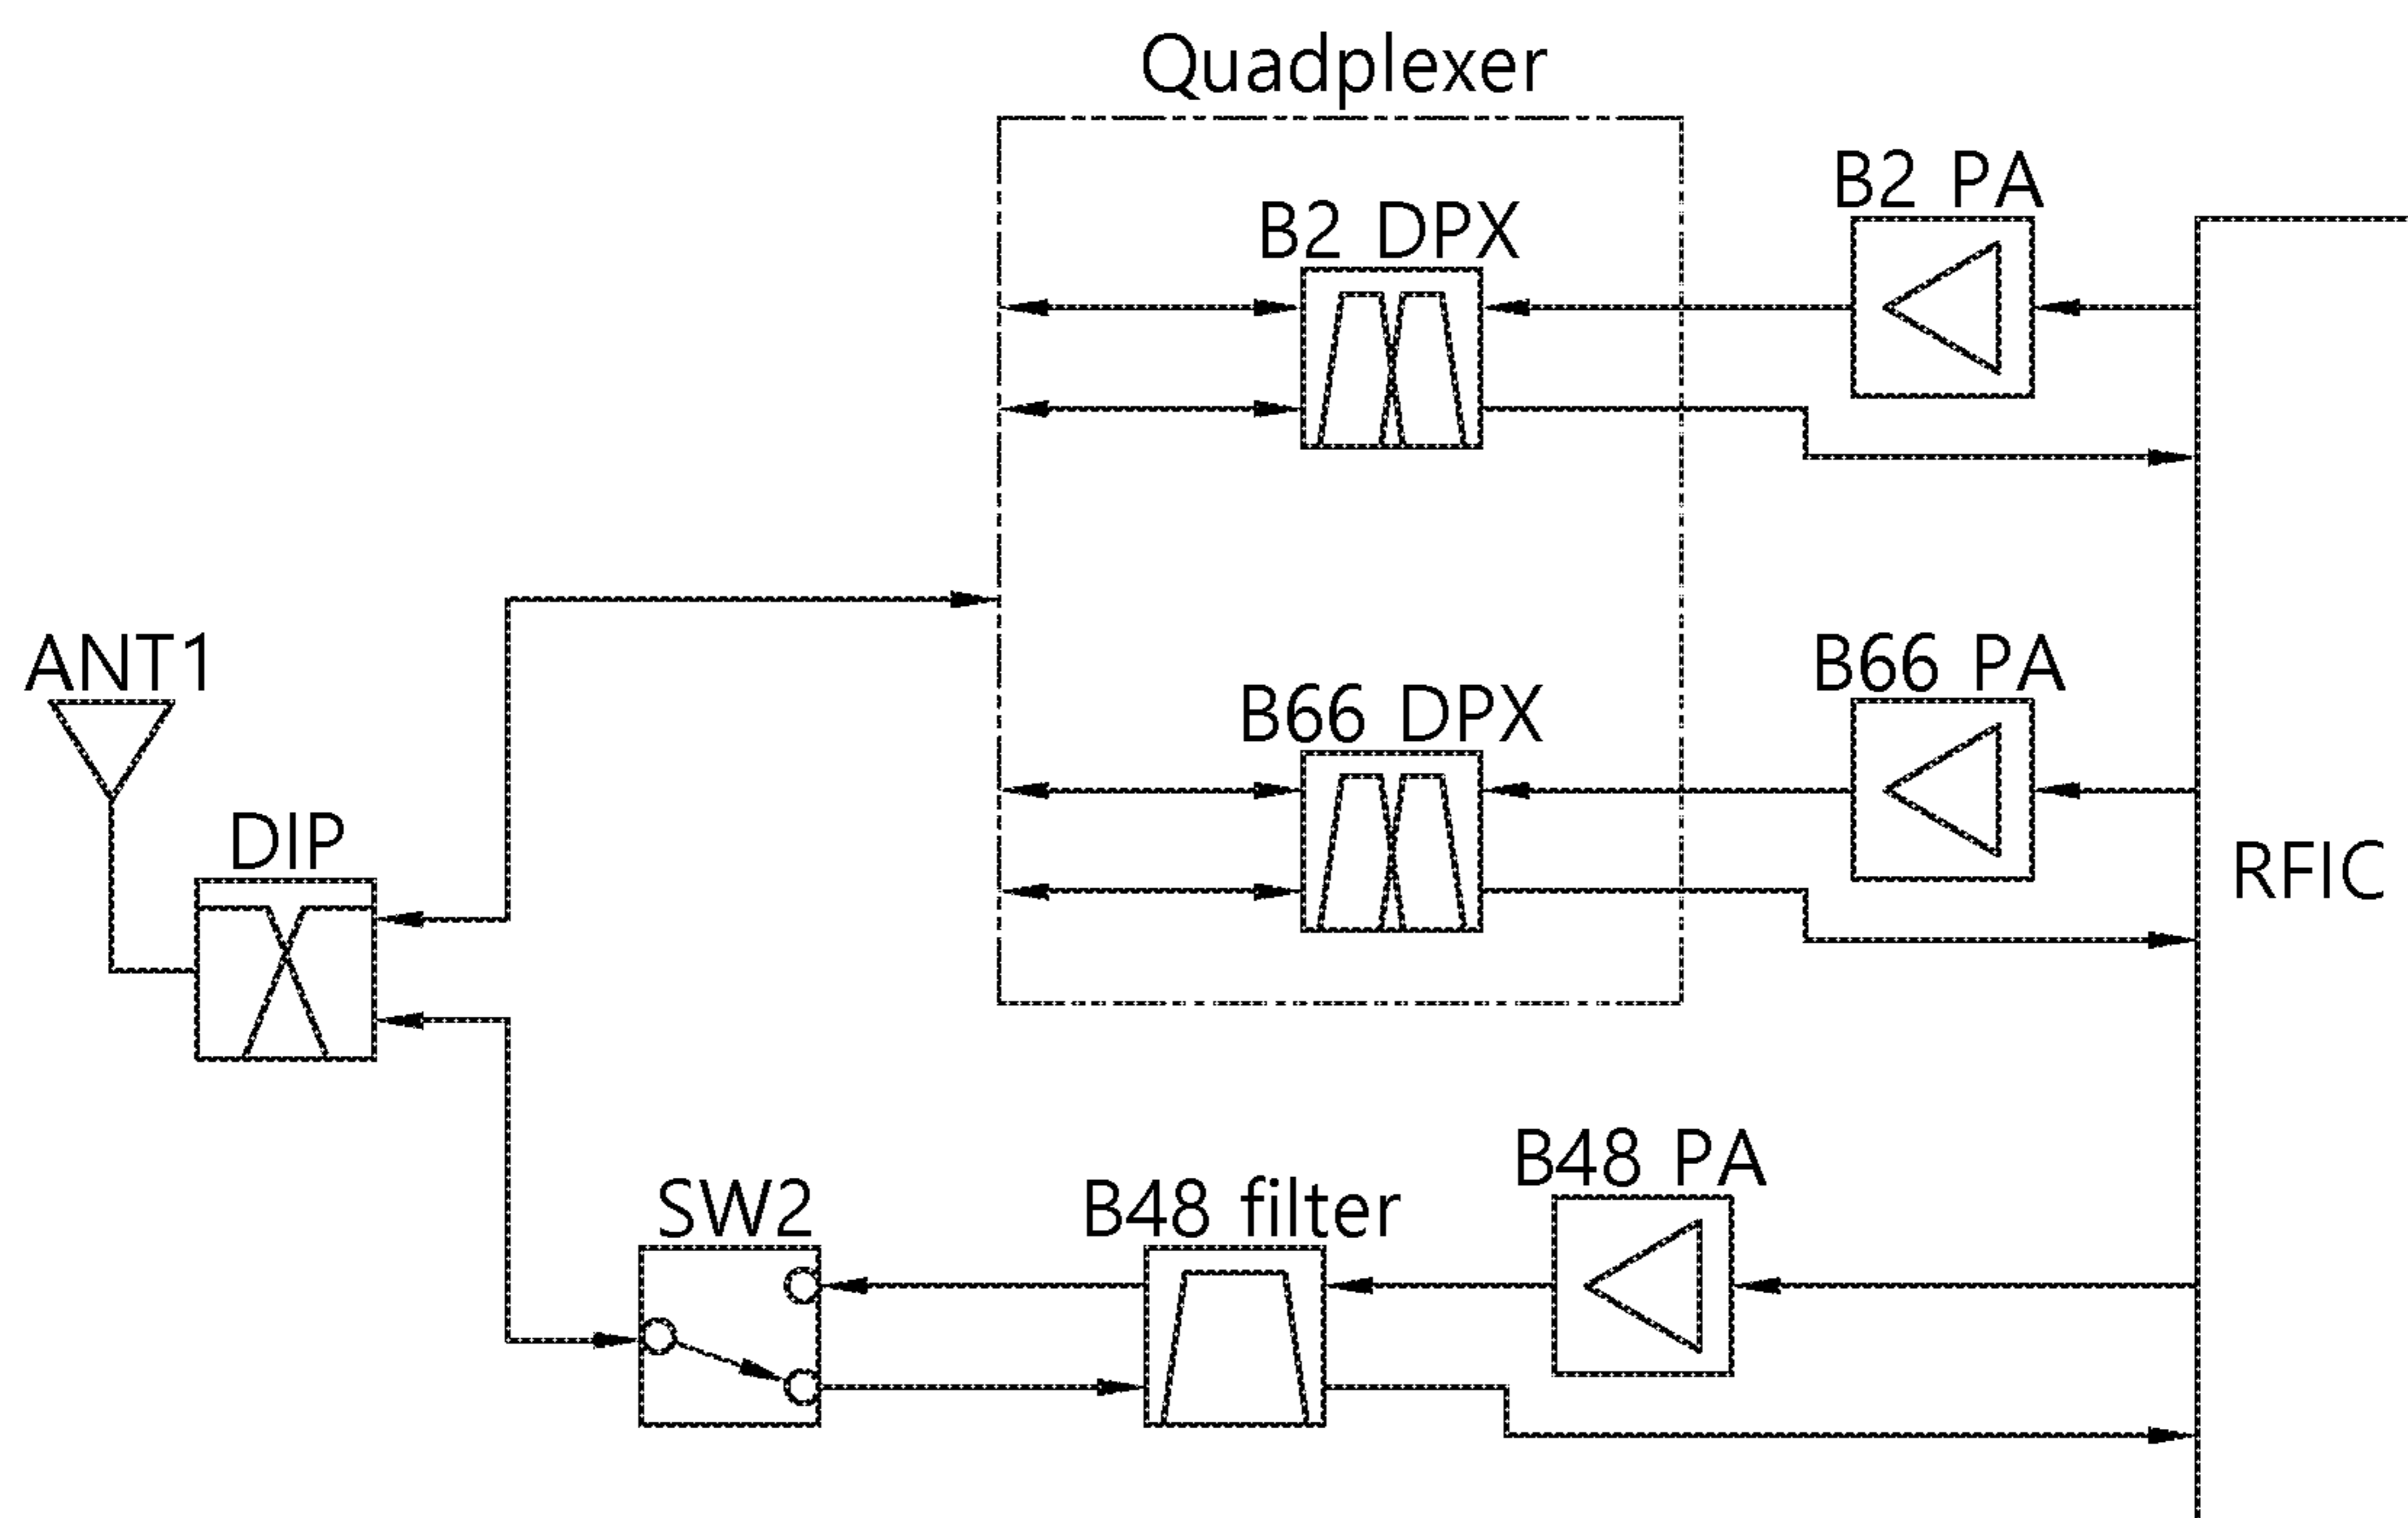 Quadplexer
B2 PA
B2 DPX
ANT1
B66 PA
B66 DPX
DIP
RFIC
B48 PA
SW2
B48 filter